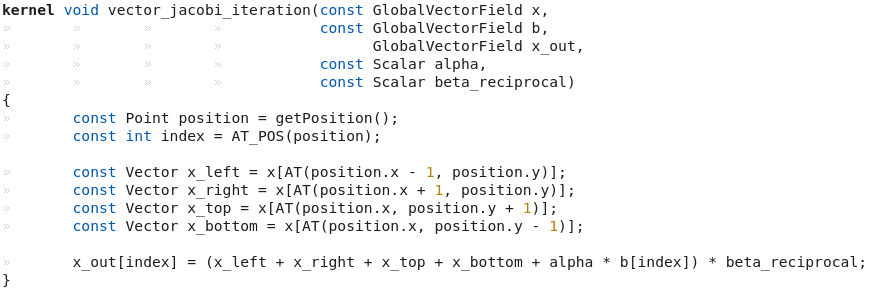 kernel void vector_jacobi_iteration(const GlobalVectorField x,
»       »       »       »           const GlobalVectorField b,
»       »       »       »                 GlobalVectorField x_out,
»       »       »       »           const Scalar alpha,
»       »       »       »           const Scalar beta_reciprocal)
{
»       const Point position = getPosition();
»       const int index = AT_POS(position);

»       const Vector x_left = x[AT(position.x - 1, position.y)];
»       const Vector x_right = x[AT(position.x + 1, position.y)];
»       const Vector x_top = x[AT(position.x, position.y + 1)];
»       const Vector x_bottom = x[AT(position.x, position.y - 1)];

»       x_out[index] = (x_left + x_right + x_top + x_bottom + alpha * b[index]) * beta_reciprocal;
}